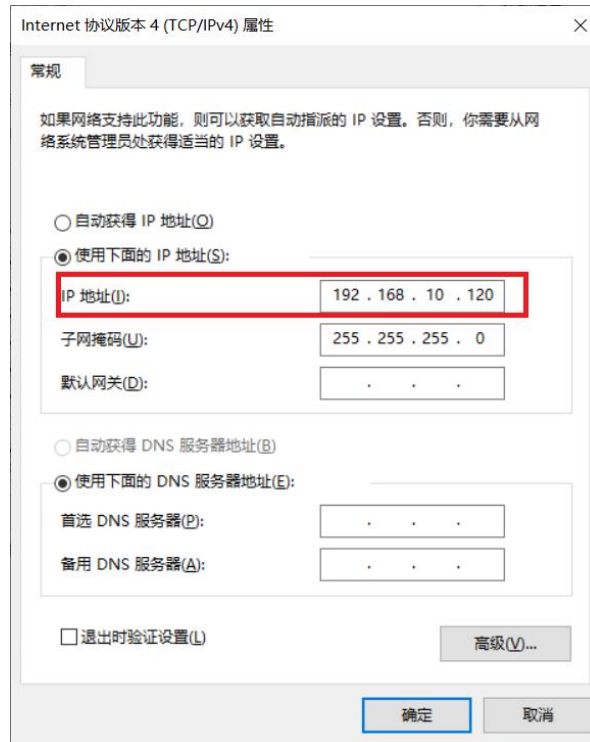 Internet 协议版本 4 (TCP/IPv4) 属性
常规
如果网络支持此功能，则可以获取自动指派的 IP 设置。否则，你需要从网
络系统管理员处获得适当的 IP 设置。
自动获得 IP 地址(O)
使用下面的 IP 地址(S):
IP 地址(I): 192 . 168 . 10 . 120
子网掩码(U): 255 . 255 . 255 . 0
默认网关(D): . . .
自动获得 DNS 服务器地址(B)
使用下面的 DNS 服务器地址(E):
首选 DNS 服务器(P): . . .
备用 DNS 服务器(A): . . .
退出时验证设置(L)
高级(V)...
确定 取消